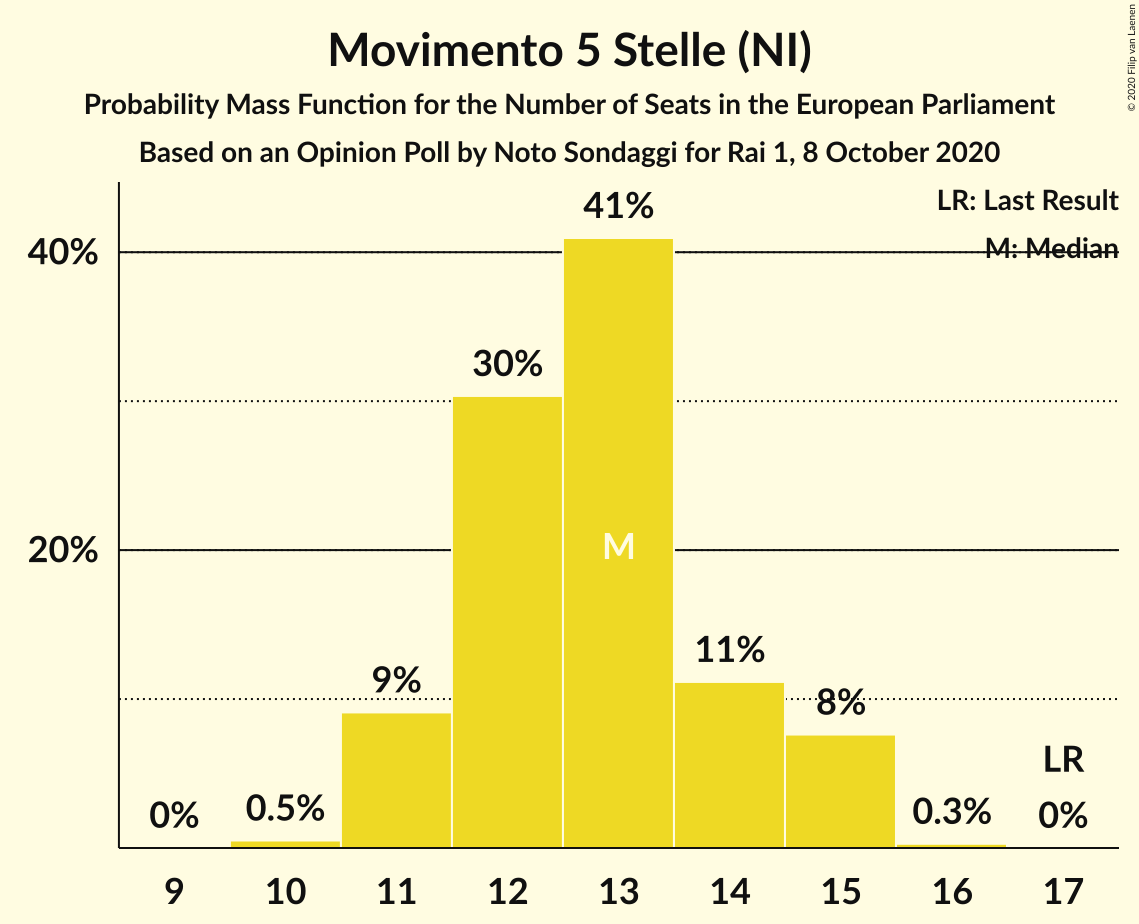 Movimento 5 Stelle (NI)
Probability Mass Function for the Number of Seats in the European Parliament
Based on an Opinion Poll by Noto Sondaggi for Rai 1, 8 October 2020
© 2020 Filip van Laenen
LR: Last Result
M: Median
40%
20%
0%
0.5%
9%
30%
41%
M
11%
8%
0.3%
LR
0%
9 10 11 12 13 14 15 16 17